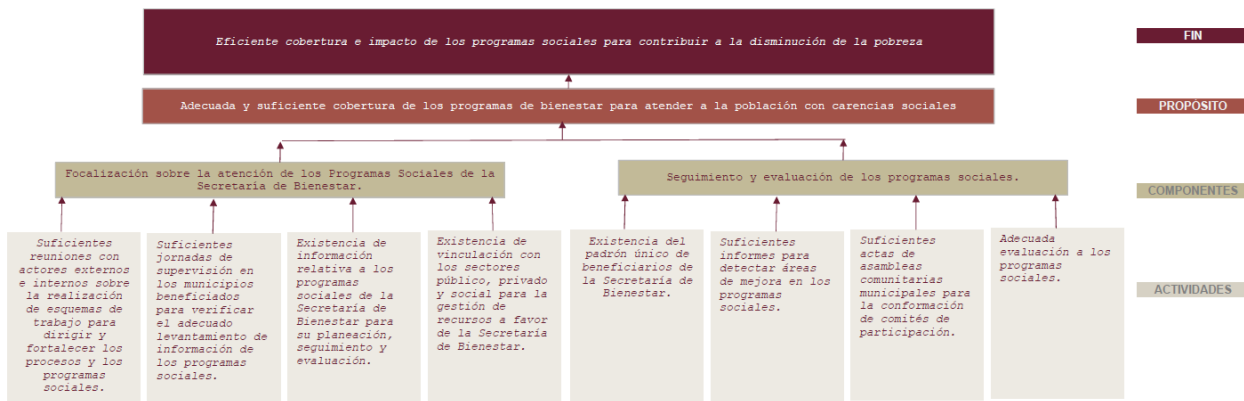 Eficiente cobertura e impacto de los programas sociales para contribuir a la disminución de la pobreza
FIN
Adecuada y suficiente cobertura de los programas de bienestar para atender a la población con carencias sociales
PROPÓSITO
Focalización sobre la atención de los Programas Sociales de la
Secretaría de Bienestar.
Seguimiento y evaluación de los programas sociales.
COMPONENTES
Suficientes
reuniones con
actores externos
e internos sobre
la realización
de esquemas de
trabajo para
dirigir y
fortalecer los
procesos y los
programas
sociales.
Suficientes
jornadas de
supervisión en
los municipios
beneficiados
para verificar
el adecuado
levantamiento de
información de
los programas
sociales.
Existencia de
información
relativa a los
programas
sociales de la
Secretaría de
Bienestar para
su planeación,
seguimiento y
evaluación.
Existencia de
vinculación con
los sectores
público, privado
y social para la
gestión de
recursos a favor
de la Secretaría
de Bienestar.
Existencia del
padrón único de
beneficiarios de
la Secretaría de
Bienestar.
Suficientes
informes para
detectar áreas
de mejora en los
programas
sociales.
Suficientes
actas de
asambleas
comunitarias
municipales para
la conformación
de comités de
participación.
Adecuada
evaluación a los
programas
sociales.
ACTIVIDADES